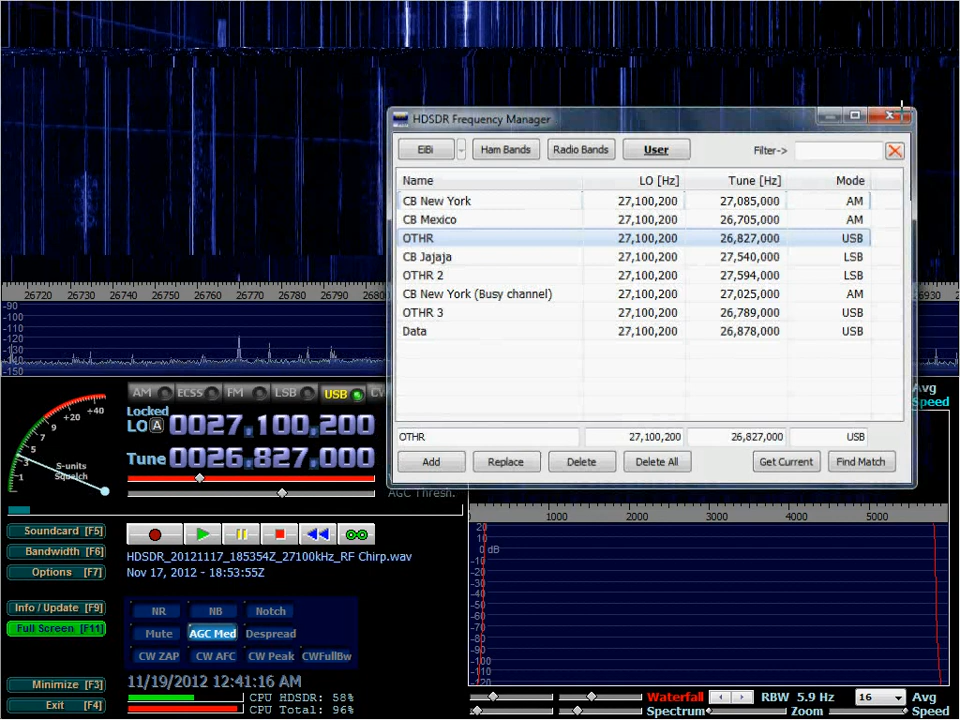 HDSDR Frequency Manager
EiBi Ham Bands Radio Bands User Filter->
Name LO [Hz] Tune [Hz] Mode
CB New York 27,100,200 27,085,000 AM
CB Mexico 27,100,200 26,705,000 AM
OTHR 27,100,200 26,827,000 USB
CB Jajaja 27,100,200 27,540,000 LSB
OTHR 2 27,100,200 27,594,000 LSB
CB New York (Busy channel) 27,100,200 27,025,000 AM
OTHR 3 27,100,200 26,789,000 USB
Data 27,100,200 26,878,000 USB
OTHR 27,100,200 26,827,000 USB
Add Replace Delete Delete All Get Current Find Match
26720 26730 26740 26750 26760 26770 26780 26790 2680 6930
-90
-100
-110
-120
-130
-140
-150
AM ECSS FM LSB USB CW
Locked
LO A 0027.100.200
Tune 0026.827.000
AGC Thresh.
+40
+20
9
7
5
3
1
S-units
Squelch
Avg
Speed
Soundcard [F5]
Bandwidth [F6]
Options [F7]
Info / Update [F9]
Full Screen [F11]
Minimize [F3]
Exit [F4]
HDSDR_20121117_185354Z_27100kHz_RF Chirp.wav
Nov 17, 2012 - 18:53:55Z
NR NB Notch
Mute AGC Med Despread
CW ZAP CW AFC CW Peak CWFullBw
11/19/2012 12:41:16 AM
CPU HDSDR: 58%
CPU Total: 96%
1000 2000 3000 4000 5000
20
10
0 dB
-10
-20
-30
-40
-50
-60
-70
-80
-90
-100
-110
-120
Waterfall RBW 5.9 Hz 16 Avg
Spectrum Zoom Speed